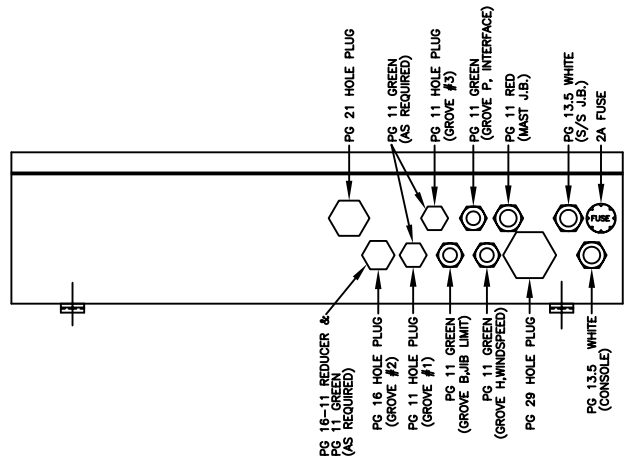 PG 21 HOLE PLUG
PG 11 GREEN
(AS REQUIRED)
PG 11 HOLE PLUG
(GROVE #3)
PG 11 GREEN
(GROVE P, INTERFACE)
PG 11 RED
(MAST J.B.)
PG 13.5 WHITE
(S/S J.B.)
2A FUSE
FUSE
PG 16-11 REDUCER &
PG 11 GREEN
(AS REQUIRED)
PG 16 HOLE PLUG
(GROVE #2)
PG 11 HOLE PLUG
(GROVE #1)
PG 11 GREEN
(GROVE B,JIB LIMIT)
PG 11 GREEN
(GROVE H,WINDSPEED)
PG 29 HOLE PLUG
PG 13.5 WHITE
(CONSOLE)